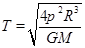 T = √(4p²R³ / GM)